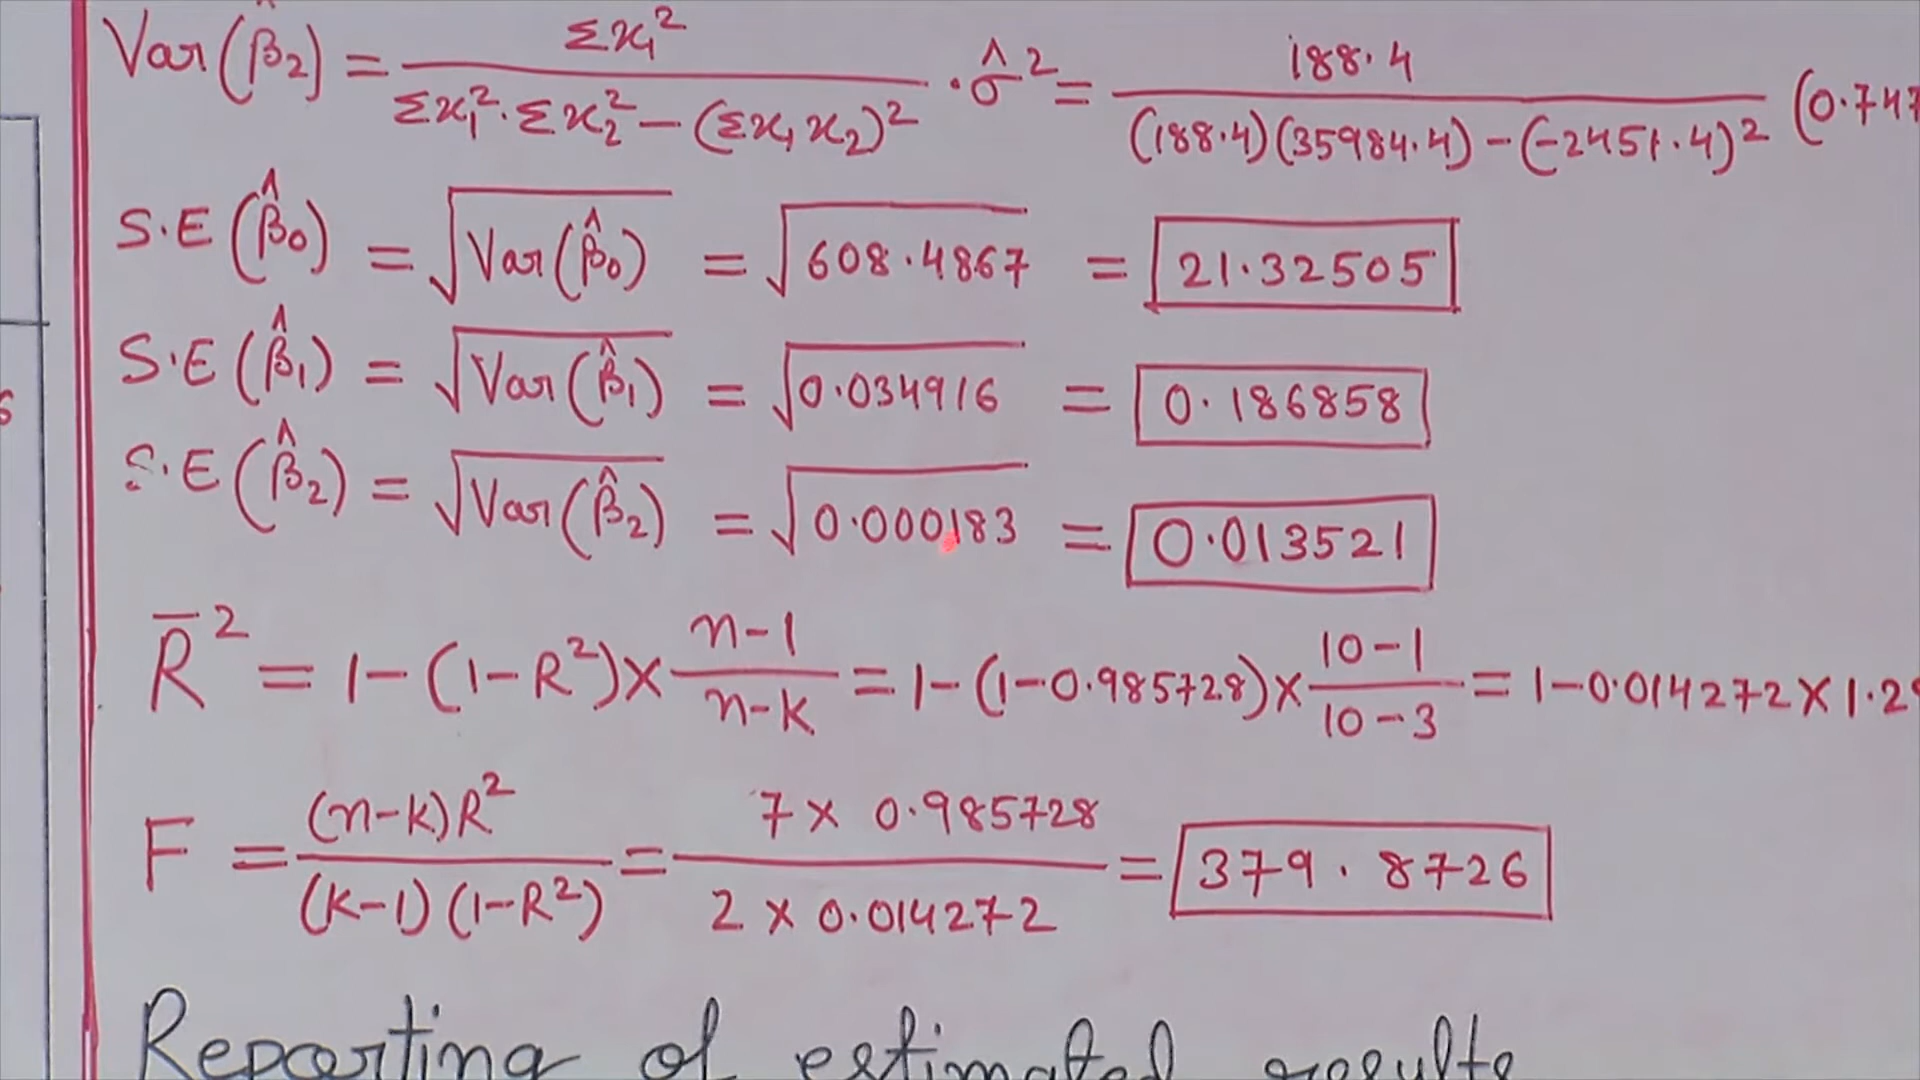 Var(β̂₂) = Σx₁² / (Σx₁²·Σx₂² − (Σx₁x₂)²) · σ̂² = 188.4 / ((188.4)(35984.4) − (−2451.4)²) (0.747
S.E(β̂₀) = √Var(β̂₀) = √608.4867 = 21.32505
S.E(β̂₁) = √Var(β̂₁) = √0.034916 = 0.186858
S.E(β̂₂) = √Var(β̂₂) = √0.000183 = 0.013521
R̄² = 1−(1−R²)× (n−1)/(n−k) = 1−(1−0.985728)× (10−1)/(10−3) = 1−0.014272×1.2
F = (n−k)R² / (k−1)(1−R²) = 7 × 0.985728 / 2 × 0.014272 = 379.8726
Reporting of estimated results